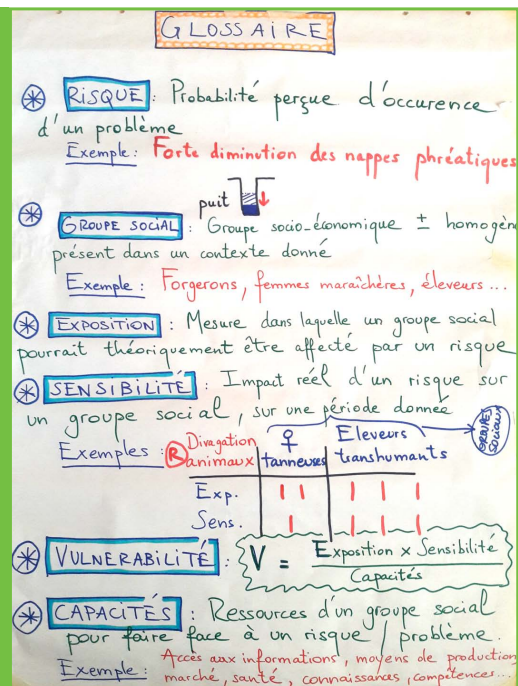 GLOSSAIRE
RISQUE : Probabilité perçue d'occurence
d'un problème
Exemple : Forte diminution des nappes phréatiques
puit
GROUPE SOCIAL : Groupe socio-économique ± homogèn
présent dans un contexte donné
Exemple : Forgerons, femmes maraîchères, éleveurs ...
EXPOSITION : Mesure dans laquelle un groupe social
pourrait théoriquement être affecté par un risque
SENSIBILITÉ : Impact réel d'un risque sur
un groupe social, sur une période donnée
GROUPES SOCIAUX
Exemples : R Divagation animaux | ♀ tanneuses | Eleveurs transhumants
Exp. | | | | |
Sens. | | | |
VULNERABILITÉ : V = Exposition x Sensibilité
Capacités
CAPACITÉS : Ressources d'un groupe social
pour faire face à un risque / problème.
Exemple : Accès aux informations, moyens de production
marché, santé, connaissances, compétences...